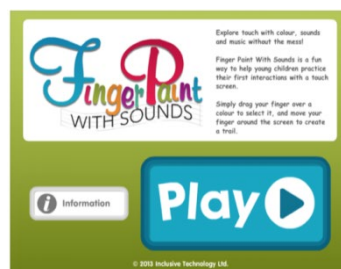 Finger Paint
WITH SOUNDS
Explore touch with colour, sounds
and music without the mess!
Finger Paint With Sounds is a fun
way to help young children practice
their first interactions with a touch
screen.
Simply drag your finger over a
colour to select it, and move your
finger around the screen to create
a trail.
Information
Play
© 2013 Inclusive Technology Ltd.